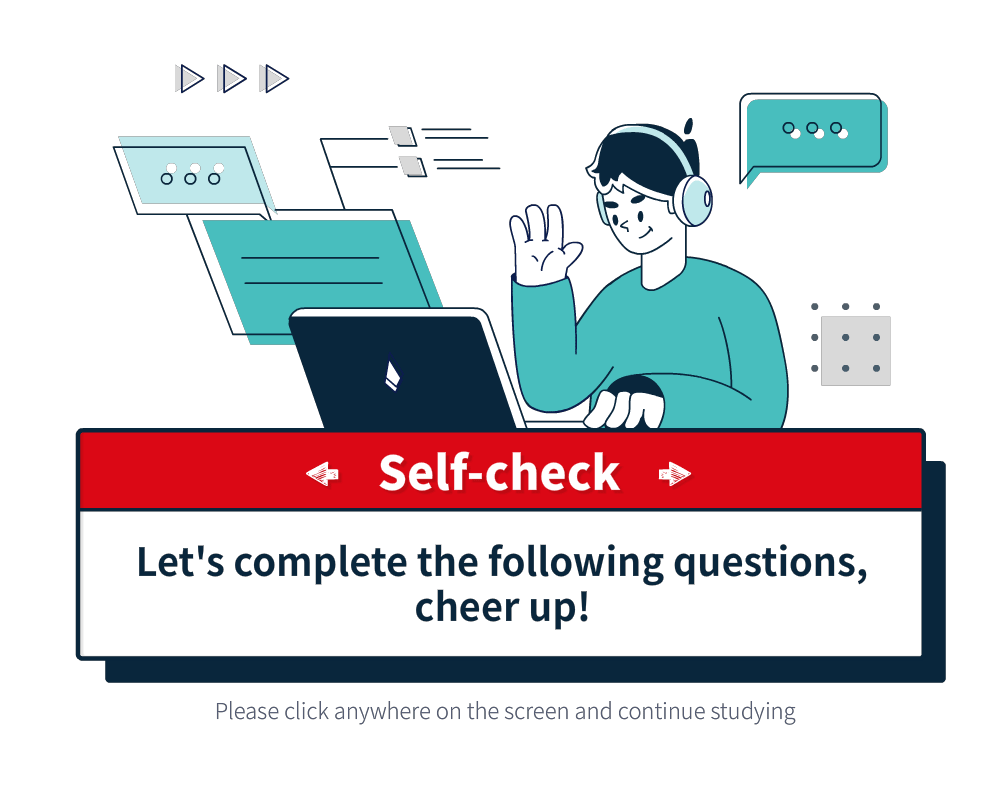 Self-check
Let's complete the following questions,
cheer up!
Please click anywhere on the screen and continue studying